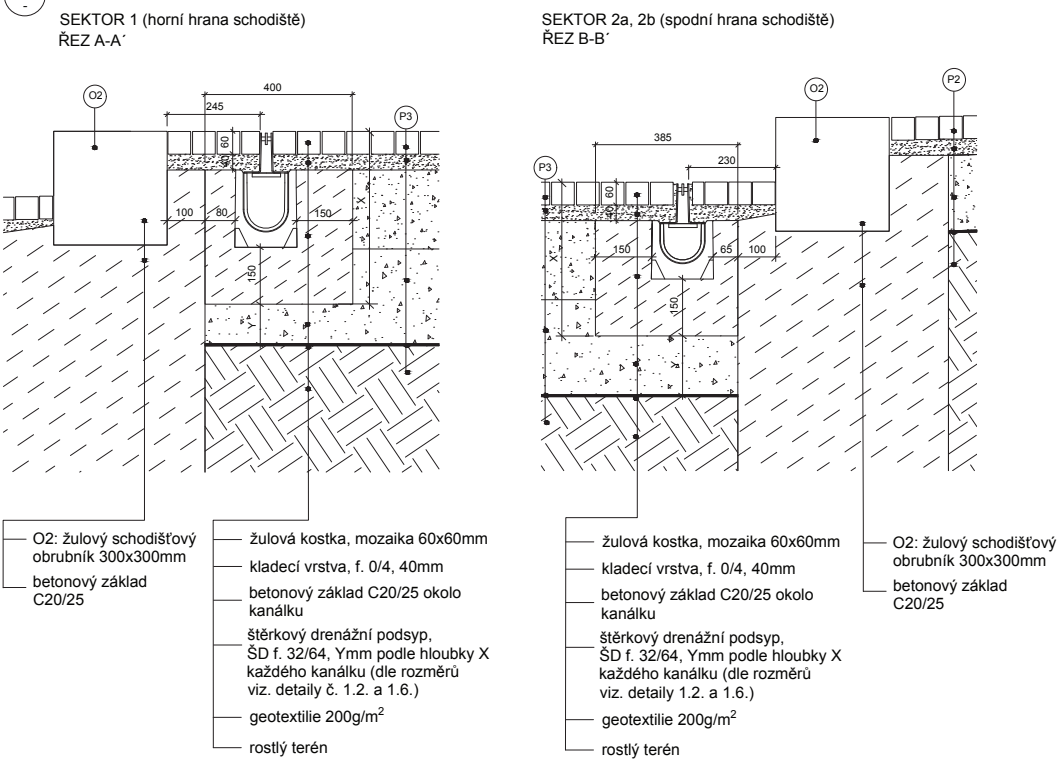 -
SEKTOR 1 (horní hrana schodiště)
ŘEZ A-A´
O2
400
245
P3
60
40
X
100
80
150
150
Y
O2: žulový schodišťový
obrubník 300x300mm
betonový základ
C20/25
žulová kostka, mozaika 60x60mm
kladecí vrstva, f. 0/4, 40mm
betonový základ C20/25 okolo
kanálku
štěrkový drenážní podsyp,
ŠD f. 32/64, Ymm podle hloubky X
každého kanálku (dle rozměrů
viz. detaily č. 1.2. a 1.6.)
geotextilie 200g/m²
rostlý terén
SEKTOR 2a, 2b (spodní hrana schodiště)
ŘEZ B-B´
O2
P2
385
P3
230
60
40
X
150
65
100
150
Y
žulová kostka, mozaika 60x60mm
kladecí vrstva, f. 0/4, 40mm
betonový základ C20/25 okolo
kanálku
štěrkový drenážní podsyp,
ŠD f. 32/64, Ymm podle hloubky X
každého kanálku (dle rozměrů
viz. detaily 1.2. a 1.6.)
geotextilie 200g/m²
rostlý terén
O2: žulový schodišťový
obrubník 300x300mm
betonový základ
C20/25